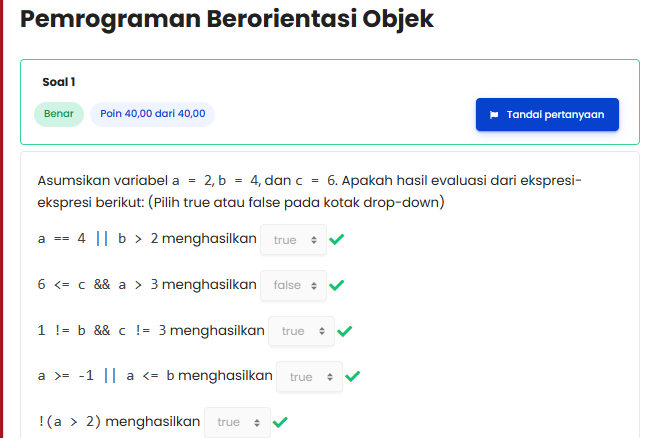 Pemrograman Berorientasi Objek
Soal 1
Benar
Poin 40,00 dari 40,00
Tandai pertanyaan
Asumsikan variabel a = 2, b = 4, dan c = 6. Apakah hasil evaluasi dari ekspresi-
ekspresi berikut: (Pilih true atau false pada kotak drop-down)
a == 4 || b > 2 menghasilkan true
6 <= c && a > 3 menghasilkan false
1 != b && c != 3 menghasilkan true
a >= -1 || a <= b menghasilkan true
!(a > 2) menghasilkan true